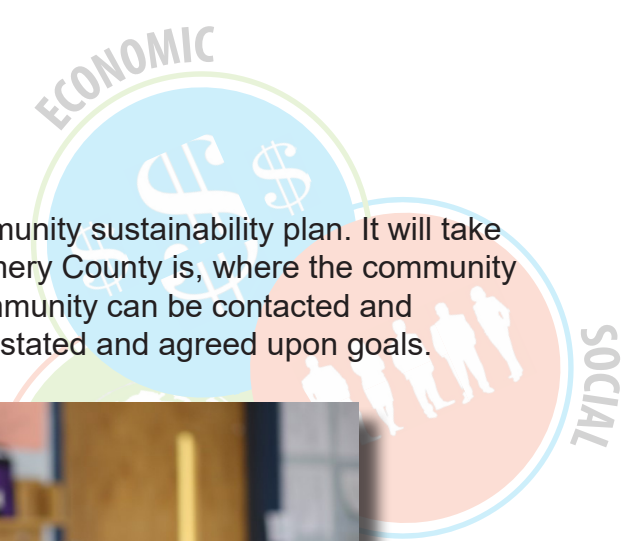 ECONOMIC
munity sustainability plan. It will take
nery County is, where the community
mmunity can be contacted and
stated and agreed upon goals.
SOCIAL